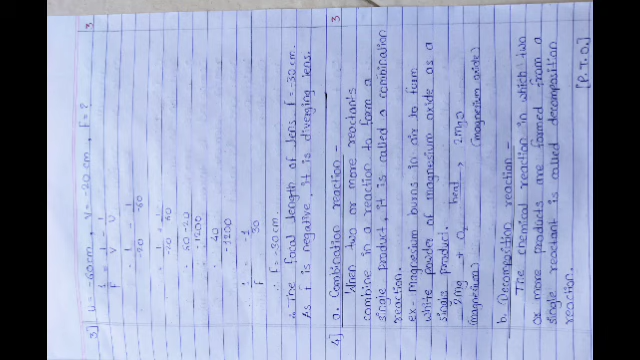 3] u = -60cm, v = -20 cm, f = ?
3
1/f = 1/v - 1/u
= 1/-20 - 1/-60
= 1/-20 + 1/60
= 60-20
-1200
= 40
-1200
1/f = -1/30
∴ f = -30 cm.
∴ The focal length of lens f = -30 cm.
As f is negative, it is diverging lens.
4] a. Combination reaction -
3
When two or more reactants
combine in a reaction to form a
single product, it is called a combination
reaction.
ex- Magnesium burns in air to form
white powder of magnesium oxide as a
single product.
2Mg + O2 heat → 2MgO
(magnesium) (magnesium oxide)
b. Decomposition reaction -
The chemical reaction in which two
or more products are formed from a
single reactant is called decomposition
reaction.
[P.T.O.]